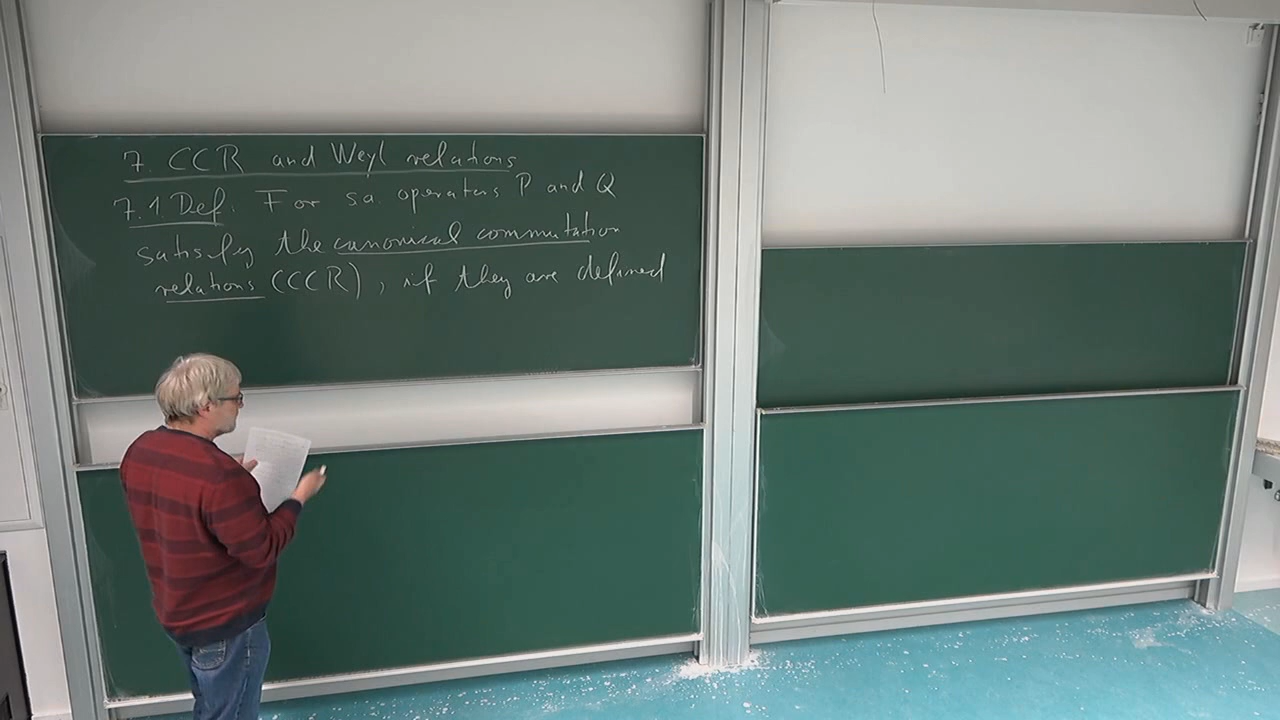 7. CCR and Weyl relations
7.1. Def. For s.a. operators P and Q
satisfy the canonical commutation
relations (CCR), if they are defined